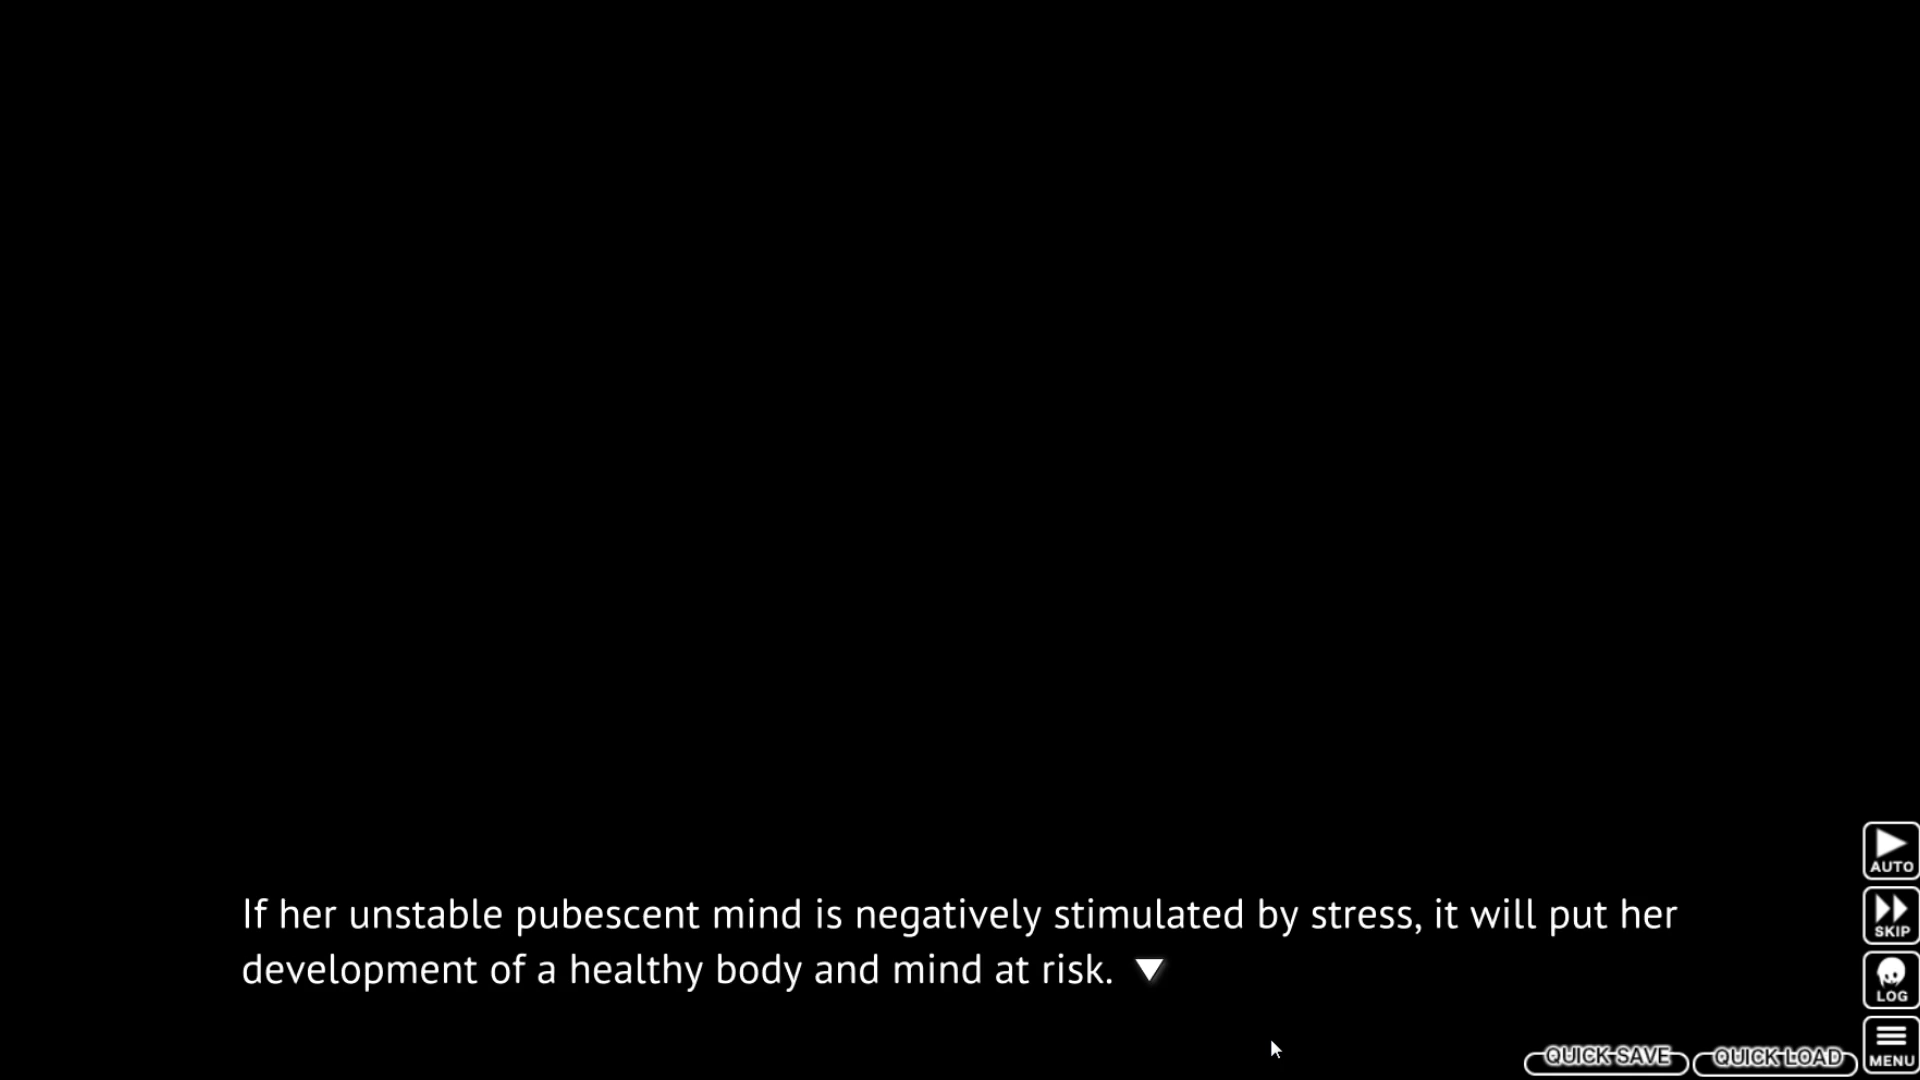 If her unstable pubescent mind is negatively stimulated by stress, it will put her
development of a healthy body and mind at risk.
AUTO
SKIP
LOG
MENU
QUICK SAVE
QUICK LOAD